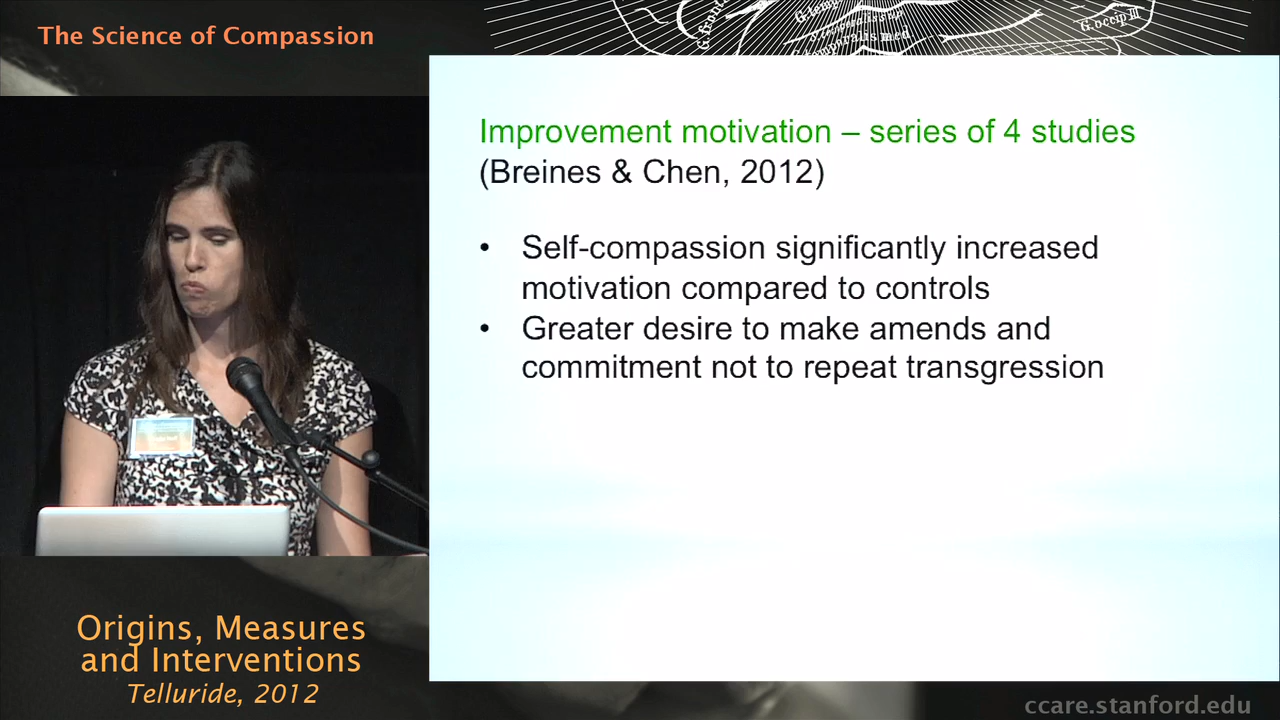 The Science of Compassion
G.occip III
Improvement motivation – series of 4 studies
(Breines & Chen, 2012)
• Self-compassion significantly increased
motivation compared to controls
• Greater desire to make amends and
commitment not to repeat transgression
Origins, Measures
and Interventions
Telluride, 2012
ccare.stanford.edu